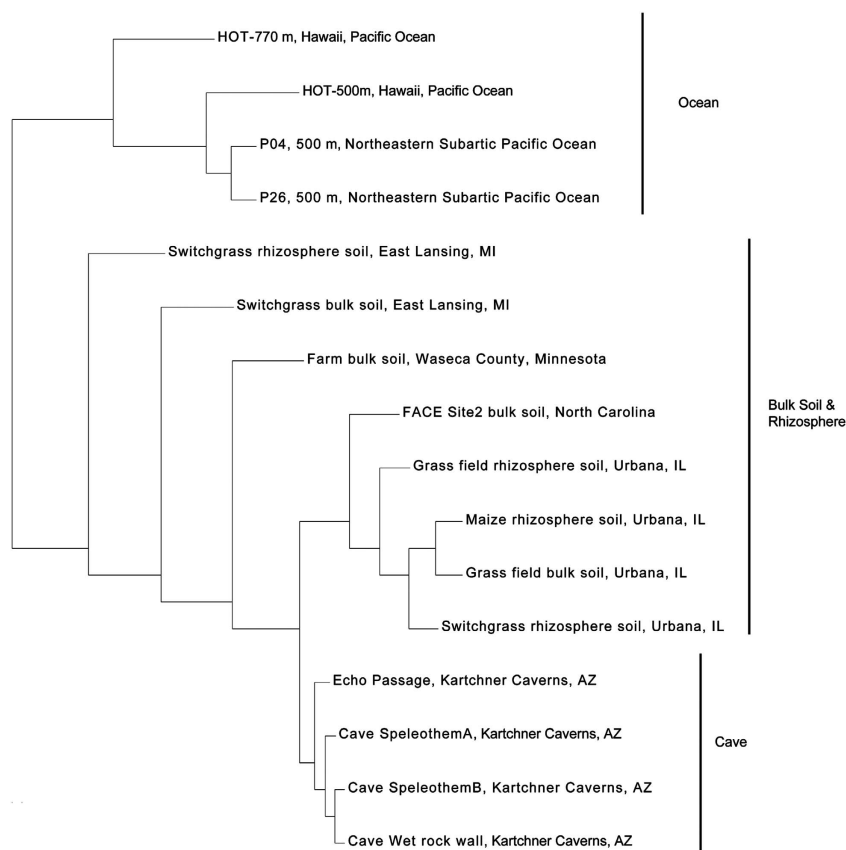 HOT-770 m, Hawaii, Pacific Ocean
HOT-500m, Hawaii, Pacific Ocean
Ocean
P04, 500 m, Northeastern Subartic Pacific Ocean
P26, 500 m, Northeastern Subartic Pacific Ocean
Switchgrass rhizosphere soil, East Lansing, MI
Switchgrass bulk soil, East Lansing, MI
Farm bulk soil, Waseca County, Minnesota
FACE Site2 bulk soil, North Carolina
Bulk Soil &
Rhizosphere
Grass field rhizosphere soil, Urbana, IL
Maize rhizosphere soil, Urbana, IL
Grass field bulk soil, Urbana, IL
Switchgrass rhizosphere soil, Urbana, IL
Echo Passage, Kartchner Caverns, AZ
Cave SpeleothemA, Kartchner Caverns, AZ
Cave
Cave SpeleothemB, Kartchner Caverns, AZ
Cave Wet rock wall, Kartchner Caverns, AZ